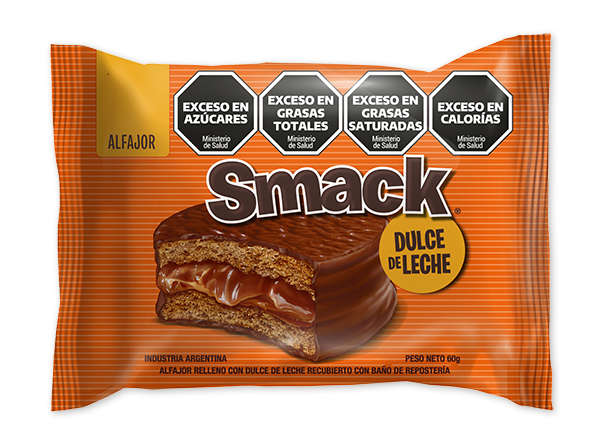 ALFAJOR
EXCESO EN
AZÚCARES
Ministerio
de Salud
EXCESO EN
GRASAS
TOTALES
Ministerio
de Salud
EXCESO EN
GRASAS
SATURADAS
Ministerio
de Salud
EXCESO EN
CALORÍAS
Ministerio
de Salud
Smack®
DULCE
DE LECHE
INDUSTRIA ARGENTINA
PESO NETO 60g
ALFAJOR RELLENO CON DULCE DE LECHE RECUBIERTO CON BAÑO DE REPOSTERÍA